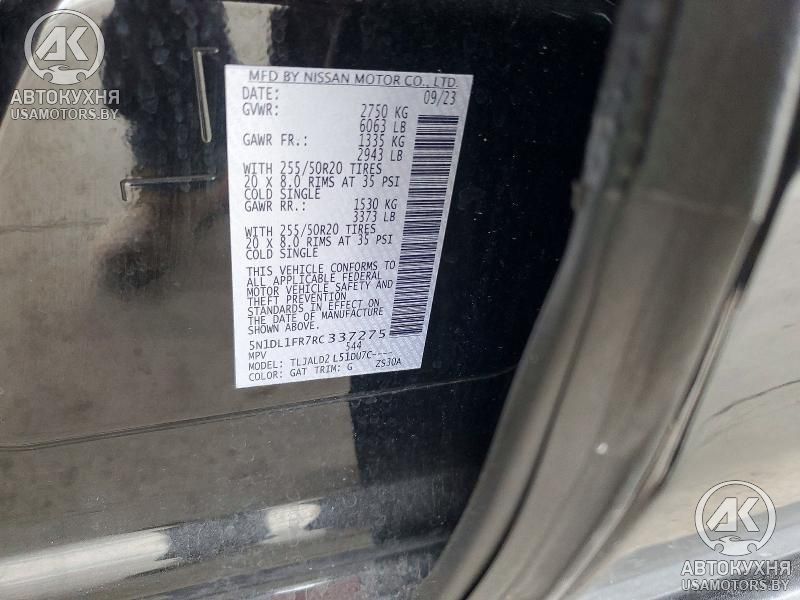 AK
АВТОКУХНЯ
USAMOTORS.BY
MFD BY NISSAN MOTOR CO., LTD.
DATE: 09/23
GVWR: 2750 KG
6063 LB
GAWR FR.: 1335 KG
2943 LB
WITH 255/50R20 TIRES
20 X 8.0 RIMS AT 35 PSI
COLD SINGLE
GAWR RR.: 1530 KG
3373 LB
WITH 255/50R20 TIRES
20 X 8.0 RIMS AT 35 PSI
COLD SINGLE
THIS VEHICLE CONFORMS TO
ALL APPLICABLE FEDERAL
MOTOR VEHICLE SAFETY AND
THEFT PREVENTION
STANDARDS IN EFFECT ON
THE DATE OF MANUFACTURE
SHOWN ABOVE.
5N1DL1FR7RC337275
MPV 544
MODEL: TLJALD2 L51DU7C----
COLOR: GAT TRIM: G ZS30A
AK
АВТОКУХНЯ
USAMOTORS.BY